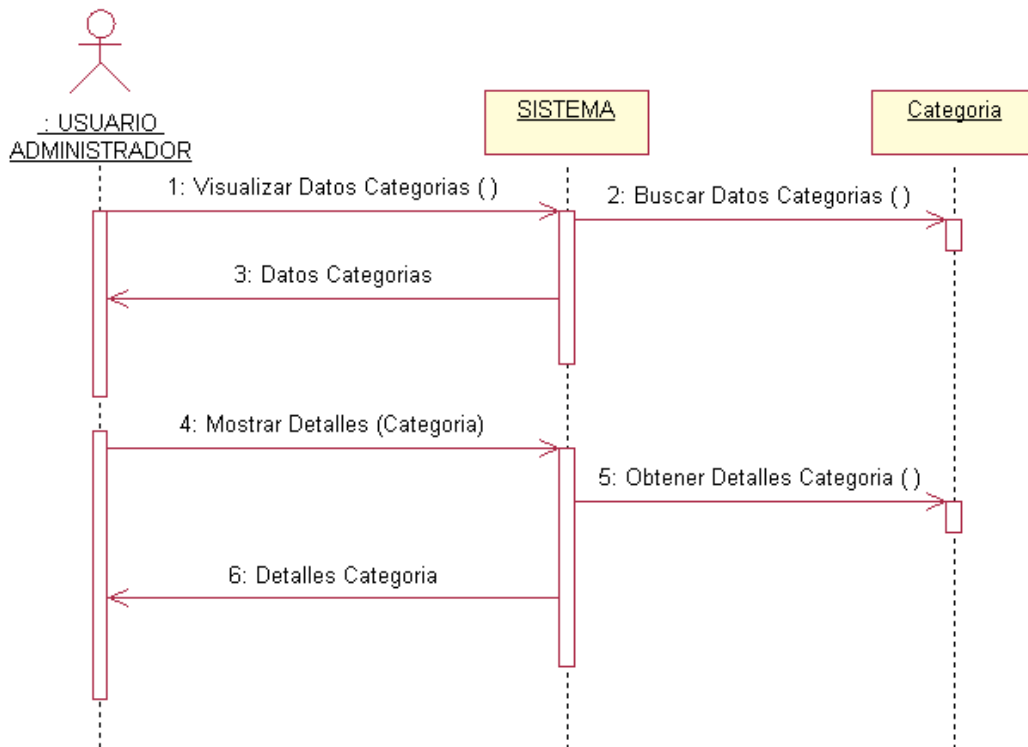 : USUARIO
ADMINISTRADOR
SISTEMA
Categoria
1: Visualizar Datos Categorias ( )
2: Buscar Datos Categorias ( )
3: Datos Categorias
4: Mostrar Detalles (Categoria)
5: Obtener Detalles Categoria ( )
6: Detalles Categoria